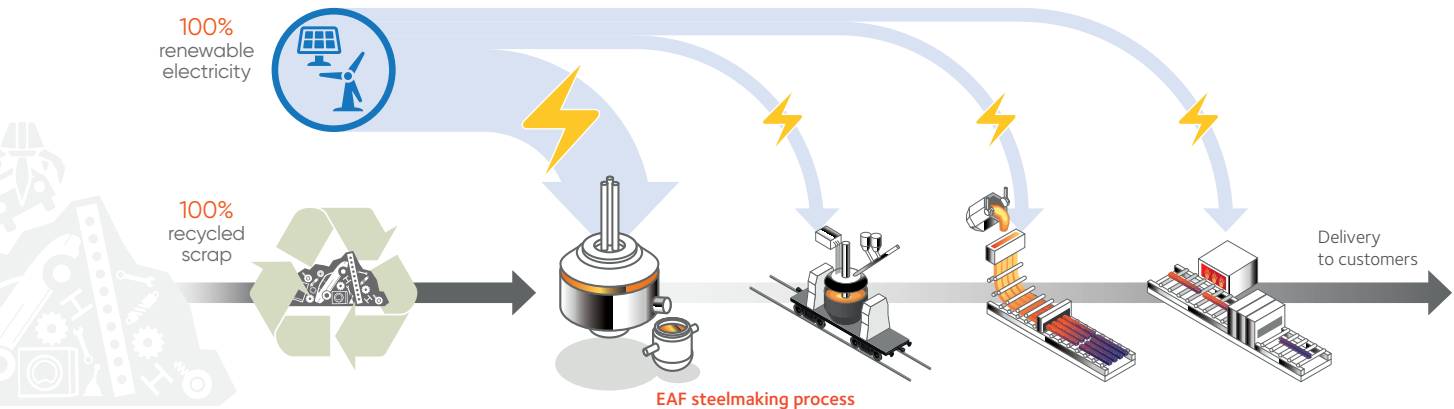 100%
renewable
electricity
100%
recycled
scrap
Delivery
to customers
EAF steelmaking process